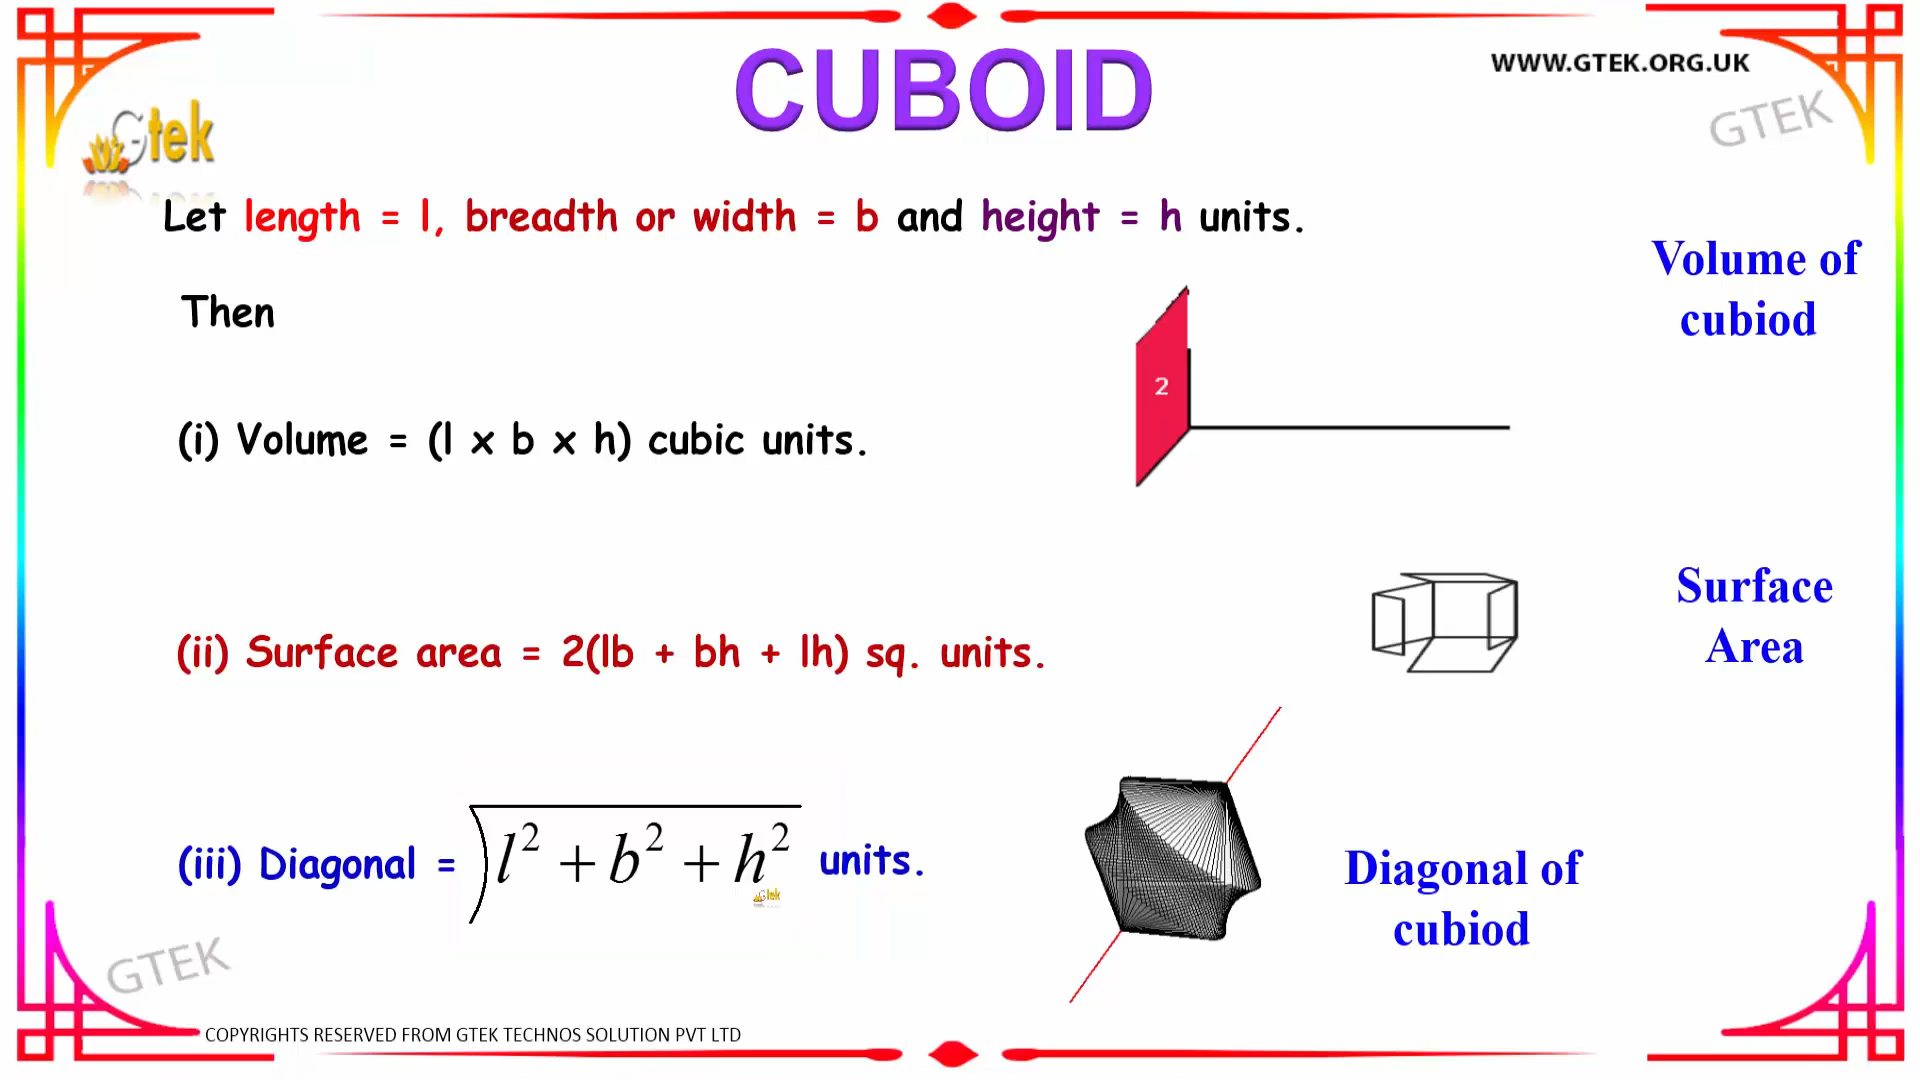 CUBOID
WWW.GTEK.ORG.UK
GTEK
Gtek
Let length = l, breadth or width = b and height = h units.
Volume of
cubiod
Then
2
(i) Volume = (l x b x h) cubic units.
Surface
Area
(ii) Surface area = 2(lb + bh + lh) sq. units.
(iii) Diagonal = √(l² + b² + h²) units.
Gtek
Diagonal of
cubiod
GTEK
COPYRIGHTS RESERVED FROM GTEK TECHNOS SOLUTION PVT LTD